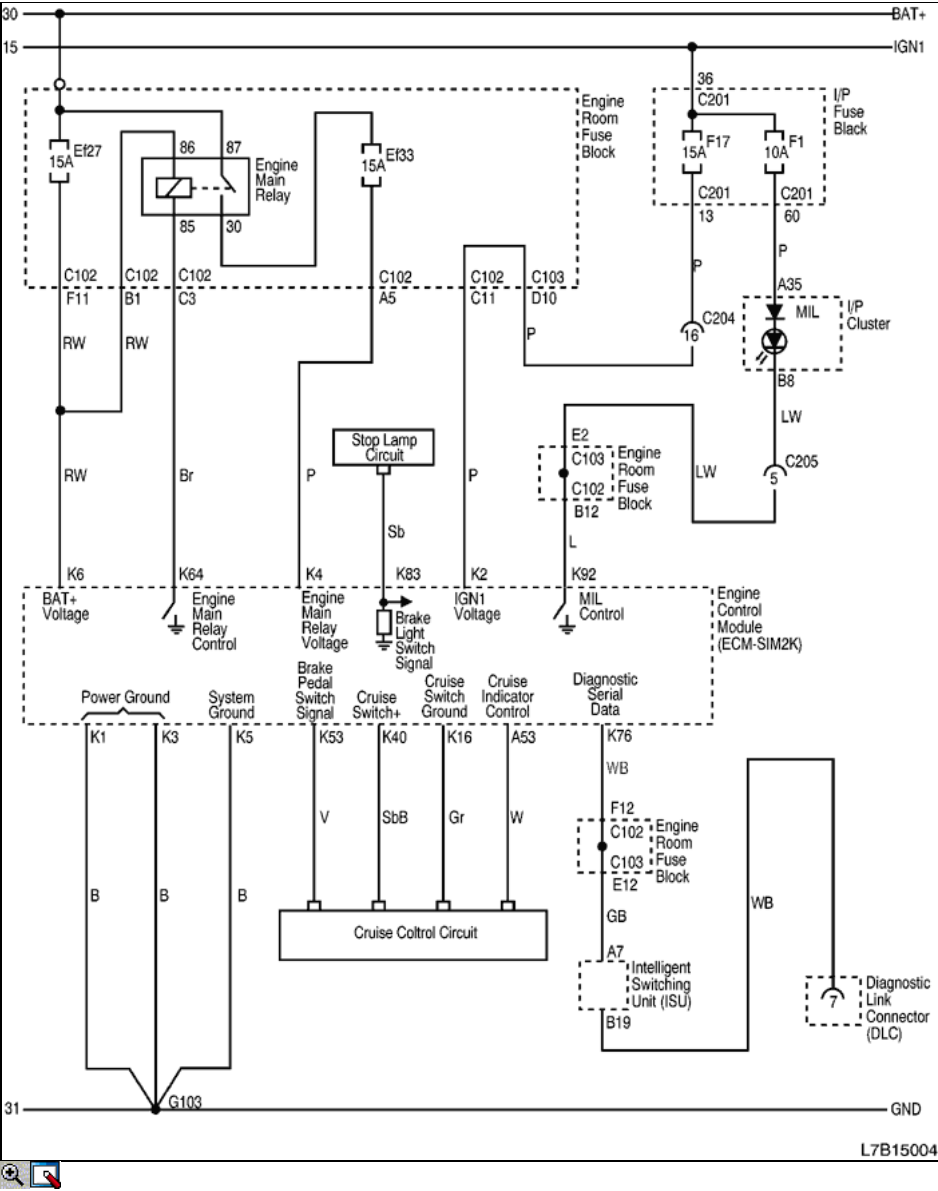 30
BAT+
15
IGN1
36
C201
I/P
Fuse
Black
Engine
Room
Fuse
Block
Ef27
15A
86
87
Engine
Main
Relay
85
30
Ef33
15A
F17
15A
F1
10A
C201
C201
13
60
C102
C102
C102
C102
C102
C103
F11
B1
C3
A5
C11
D10
P
P
A35
MIL
I/P
Cluster
RW
RW
P
C204
16
B8
LW
Stop Lamp
Circuit
E2
C103
C102
B12
Engine
Room
Fuse
Block
LW
C205
5
RW
Br
P
Sb
P
L
K6
K64
K4
K83
K2
K92
BAT+
Voltage
Engine
Main
Relay
Control
Engine
Main
Relay
Voltage
Brake
Light
Switch
Signal
IGN1
Voltage
MIL
Control
Engine
Control
Module
(ECM-SIM2K)
Power Ground
System
Ground
Brake
Pedal
Switch
Signal
Cruise
Switch+
Cruise
Switch
Ground
Cruise
Indicator
Control
Diagnostic
Serial
Data
K1
K3
K5
K53
K40
K16
A53
K76
WB
V
SbB
Gr
W
F12
C102
C103
E12
Engine
Room
Fuse
Block
B
B
B
Cruise Coltrol Circuit
GB
WB
A7
Intelligent
Switching
Unit (ISU)
B19
7
Diagnostic
Link
Connector
(DLC)
31
G103
GND
L7B15004